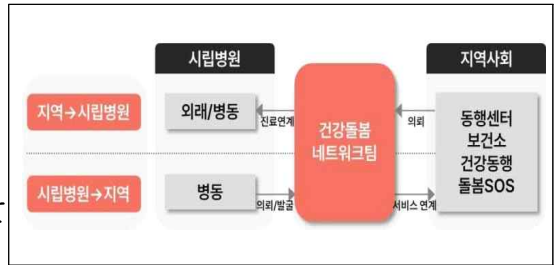 시립병원
지역사회
지역→시립병원
외래/병동
진료연계
건강돌봄
네트워크팀
의뢰
동행센터
보건소
건강동행
돌봄SOS
시립병원→지역
병동
의뢰/발굴
서비스 연계